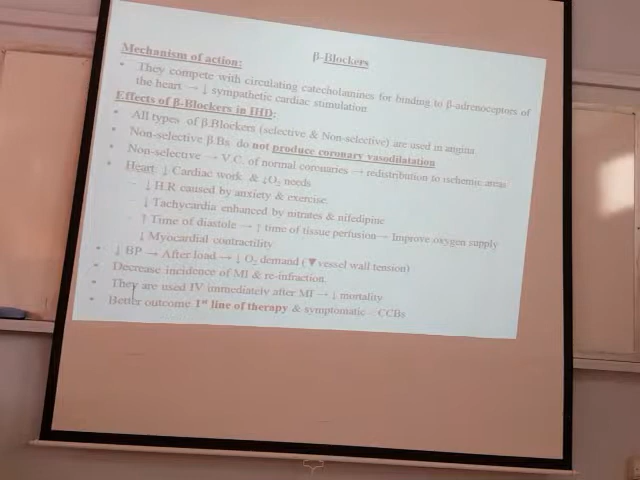 β-Blockers
Mechanism of action:
• They compete with circulating catecholamines for binding to β-adrenoceptors of
the heart → ↓ sympathetic cardiac stimulation
Effects of β-Blockers in IHD:
• All types of β.Blockers (selective & Non-selective) are used in angina
• Non-selective β.Bs do not produce coronary vasodilatation
• Non-selective → V.C. of normal coronaries → redistribution to ischemic areas
• Heart: ↓ Cardiac work & ↓O₂ needs
- ↓ H.R caused by anxiety & exercise.
- ↓ Tachycardia enhanced by nitrates & nifedipine
- ↑ Time of diastole → ↑ time of tissue perfusion→ Improve oxygen supply
- ↓ Myocardial contractility
• ↓ BP → After load → ↓ O₂ demand (▼vessel wall tension)
• Decrease incidence of MI & re-infraction.
• They are used IV immediately after MI → ↓ mortality
• Better outcome 1st line of therapy & symptomatic CCBs